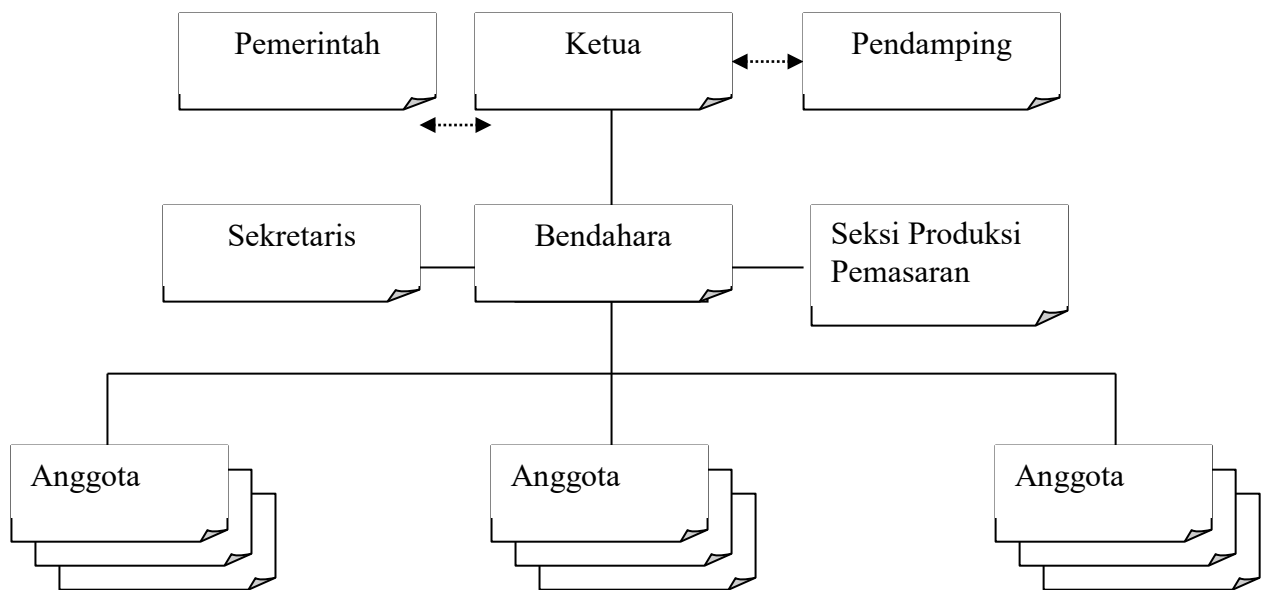 Pemerintah
Ketua
Pendamping
Sekretaris
Bendahara
Seksi Produksi
Pemasaran
Anggota
Anggota
Anggota